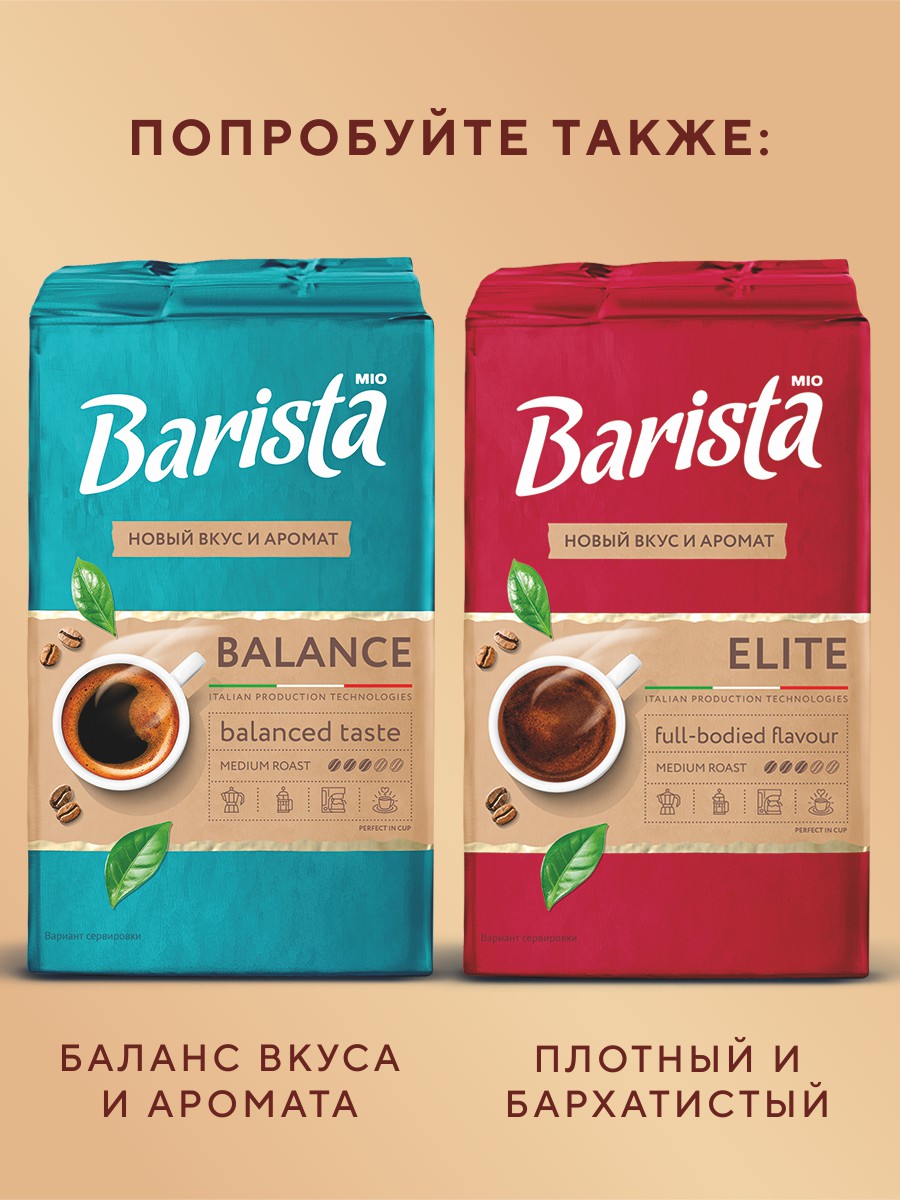 ПОПРОБУЙТЕ ТАКЖЕ:
MIO
Barista
НОВЫЙ ВКУС И АРОМАТ
BALANCE
ITALIAN PRODUCTION TECHNOLOGIES
balanced taste
MEDIUM ROAST
PERFECT IN CUP
Вариант сервировки
MIO
Barista
НОВЫЙ ВКУС И АРОМАТ
ELITE
ITALIAN PRODUCTION TECHNOLOGIES
full-bodied flavour
MEDIUM ROAST
PERFECT IN CUP
Вариант сервировки
БАЛАНС ВКУСА
И АРОМАТА
ПЛОТНЫЙ И
БАРХАТИСТЫЙ